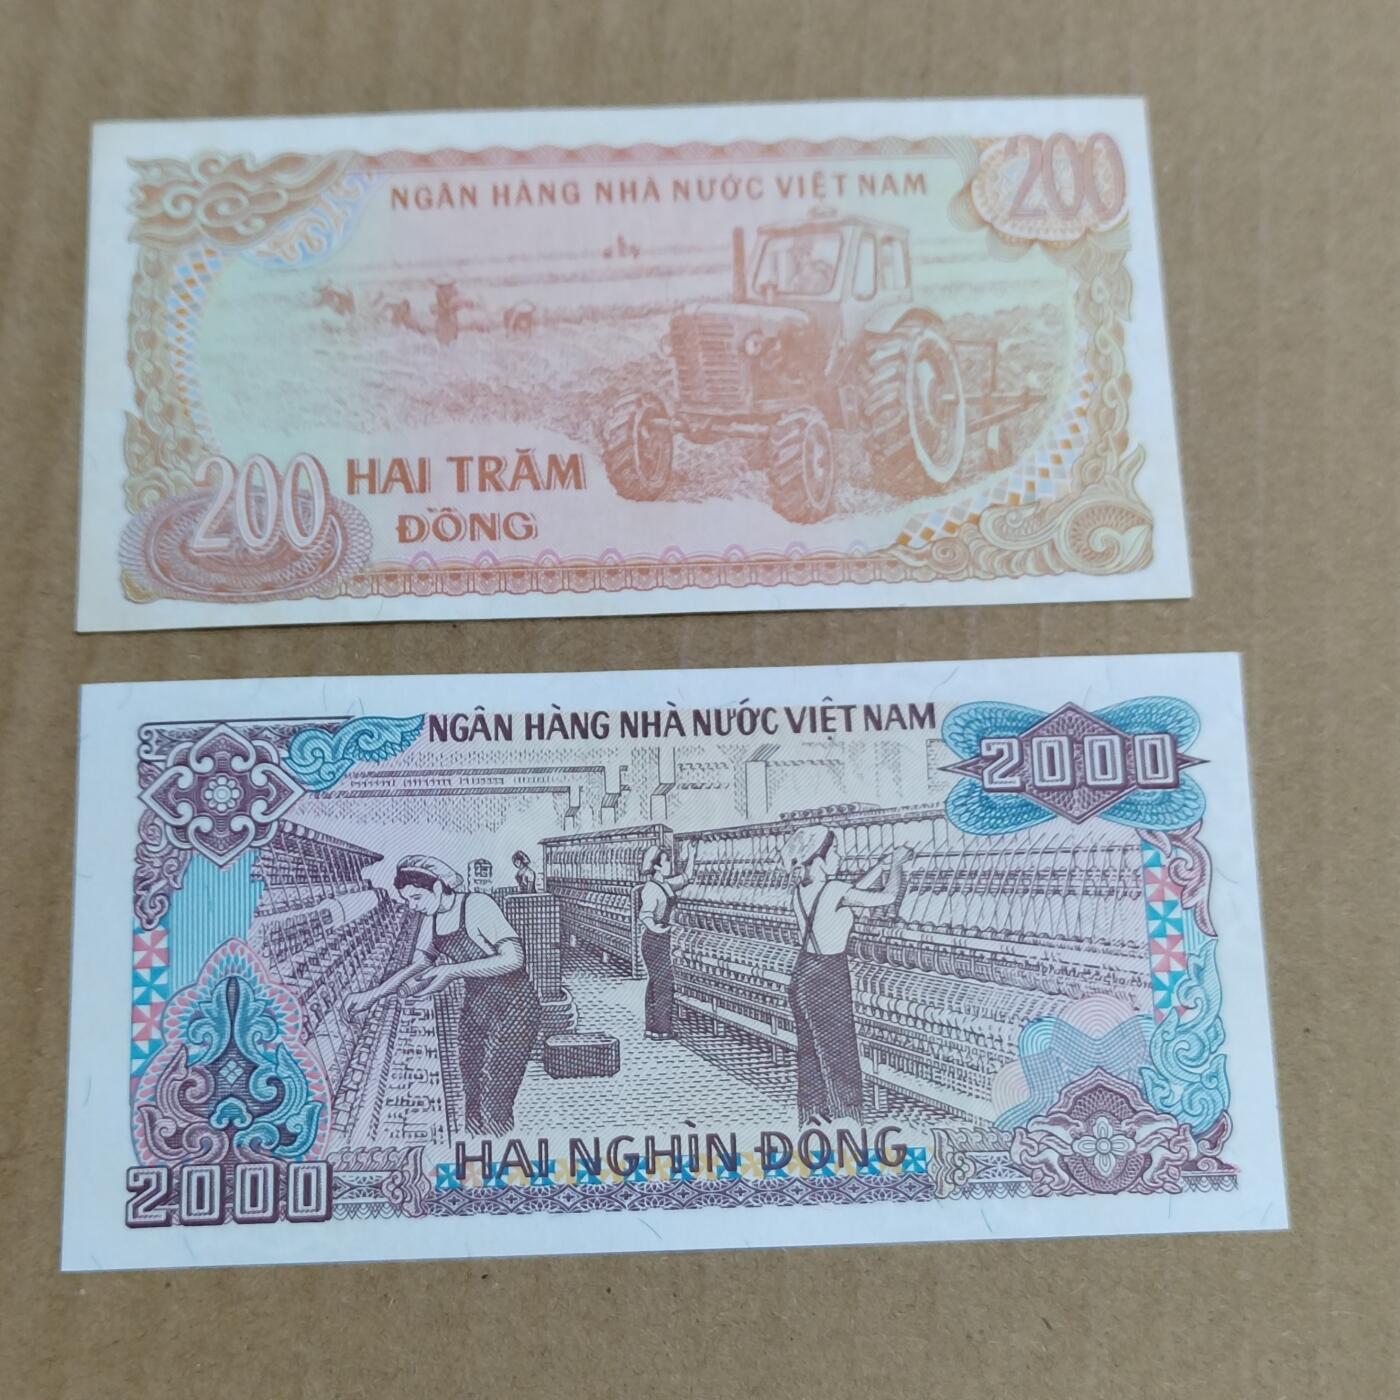 NGÂN HÀNG NHÀ NƯỚC VIỆT NAM
200
200
HAI TRĂM
ĐỒNG
NGÂN HÀNG NHÀ NƯỚC VIỆT NAM
2000
HAI NGHÌN ĐỒNG
2000